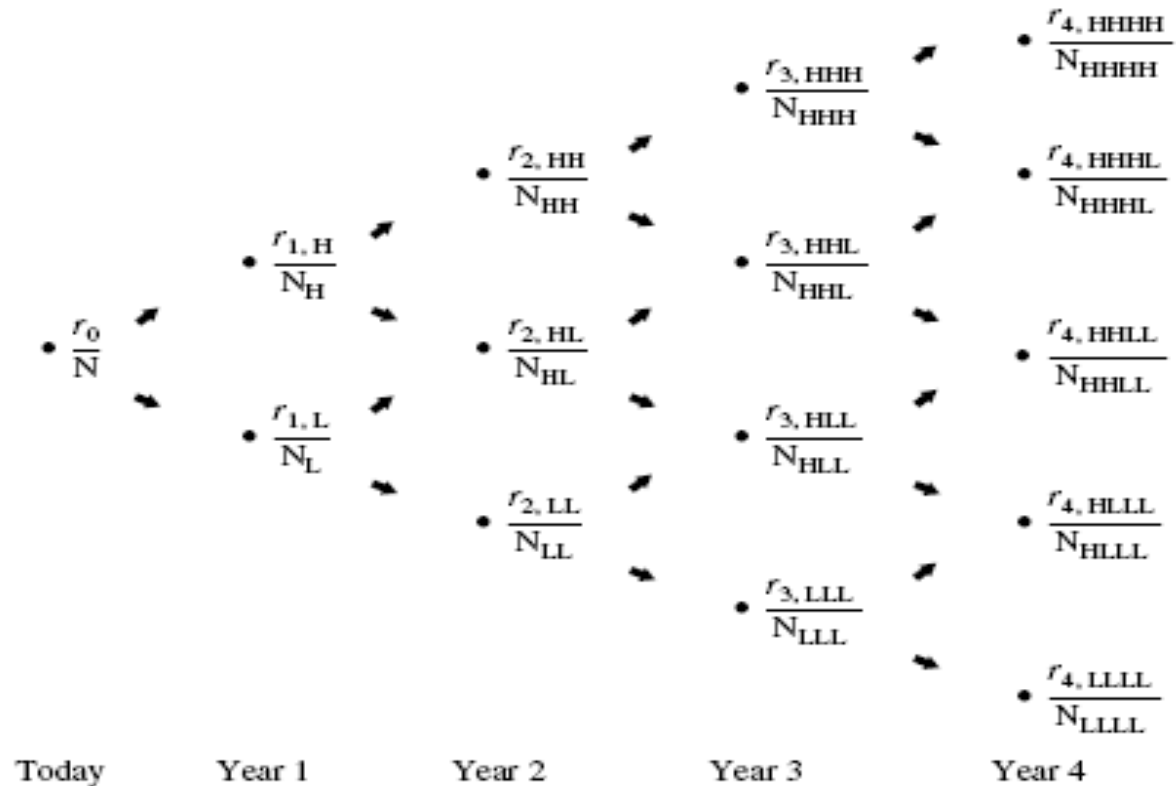 r4, HHHH
NHHHH
r3, HHH
NHHH
r2, HH
NHH
r4, HHHL
NHHHL
r1, H
NH
r3, HHL
NHHL
r0
N
r2, HL
NHL
r4, HHLL
NHHLL
r1, L
NL
r3, HLL
NHLL
r2, LL
NLL
r4, HLLL
NHLLL
r3, LLL
NLLL
r4, LLLL
NLLLL
Today Year 1 Year 2 Year 3 Year 4